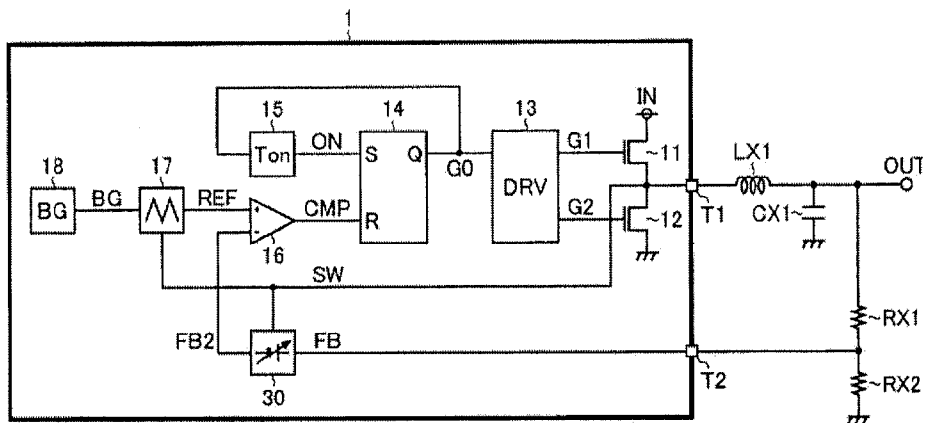 1
15
14
13
IN
18
17
Ton
ON
S
Q
G0
G1
11
LX1
OUT
BG
BG
REF
CMP
R
DRV
G2
12
T1
CX1
+
-
16
SW
FB2
FB
30
T2
RX1
RX2